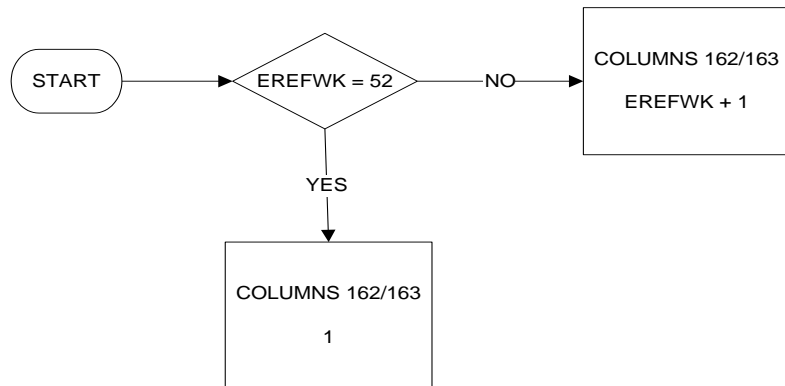 START
EREFWK = 52
NO
COLUMNS 162/163
EREFWK + 1
YES
COLUMNS 162/163
1